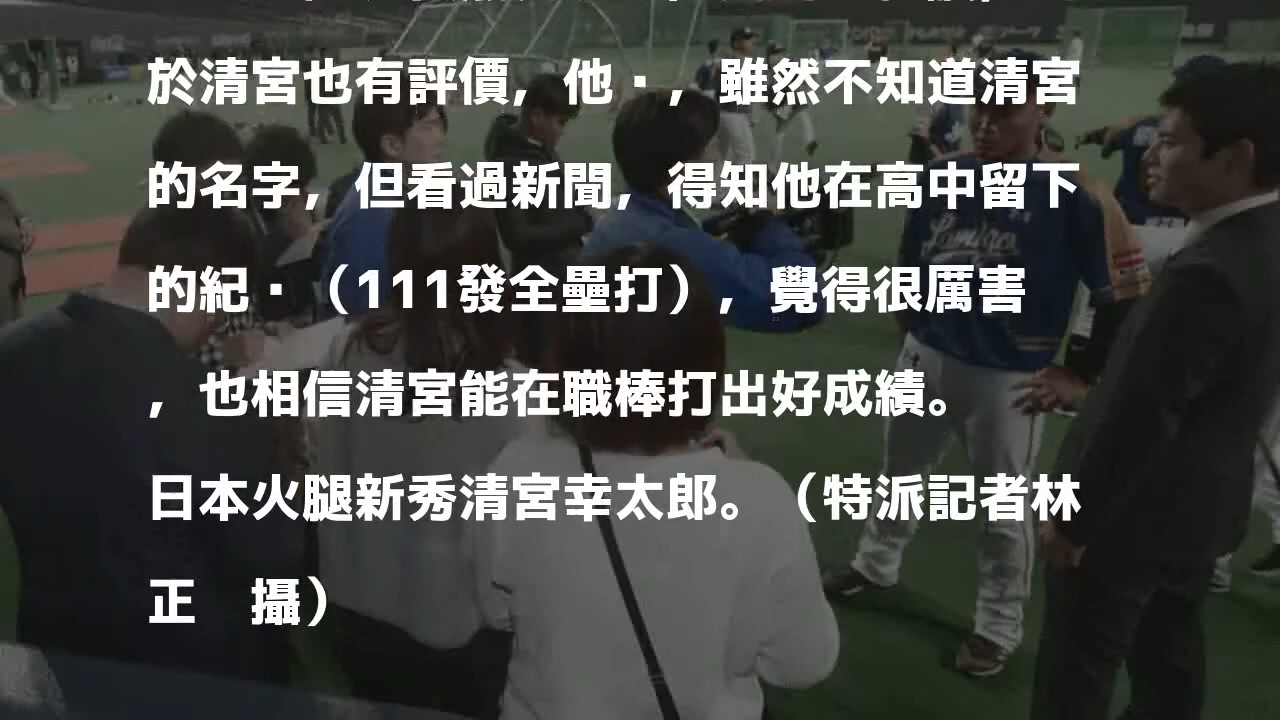 於清宮也有評價，他·，雖然不知道清宮
的名字，但看過新聞，得知他在高中留下
的紀·（111發全壘打），覺得很厲害
，也相信清宮能在職棒打出好成績。
日本火腿新秀清宮幸太郎。（特派記者林
正　攝）
Lamigo